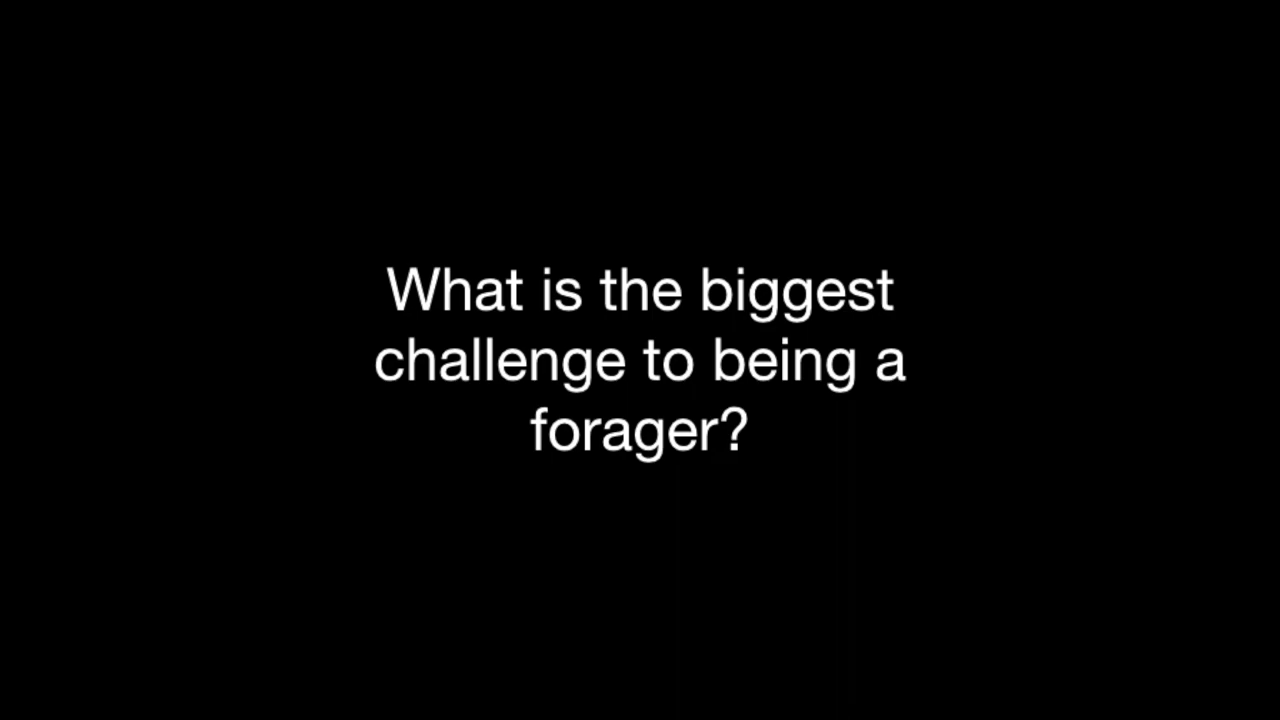 What is the biggest
challenge to being a
forager?